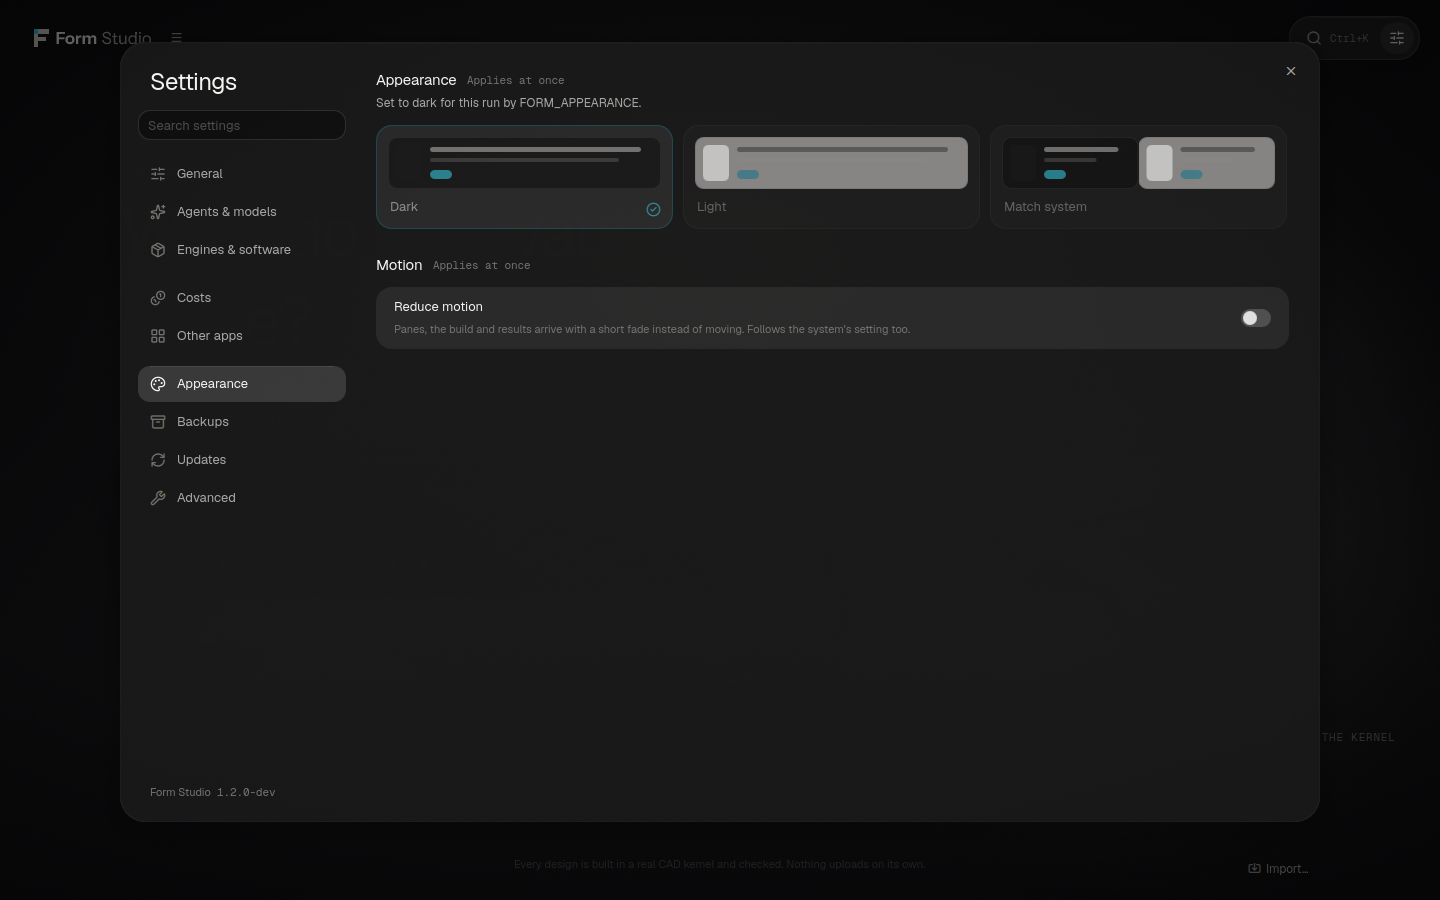 Form Studio
Ctrl+K
Settings
Search settings
General
Agents & models
Engines & software
Costs
Other apps
Appearance
Backups
Updates
Advanced
Form Studio 1.2.0-dev
Appearance Applies at once
Set to dark for this run by FORM_APPEARANCE.
Dark
Light
Match system
Motion Applies at once
Reduce motion
Panes, the build and results arrive with a short fade instead of moving. Follows the system's setting too.
THE KERNEL
Every design is built in a real CAD kernel and checked. Nothing uploads on its own.
Import…